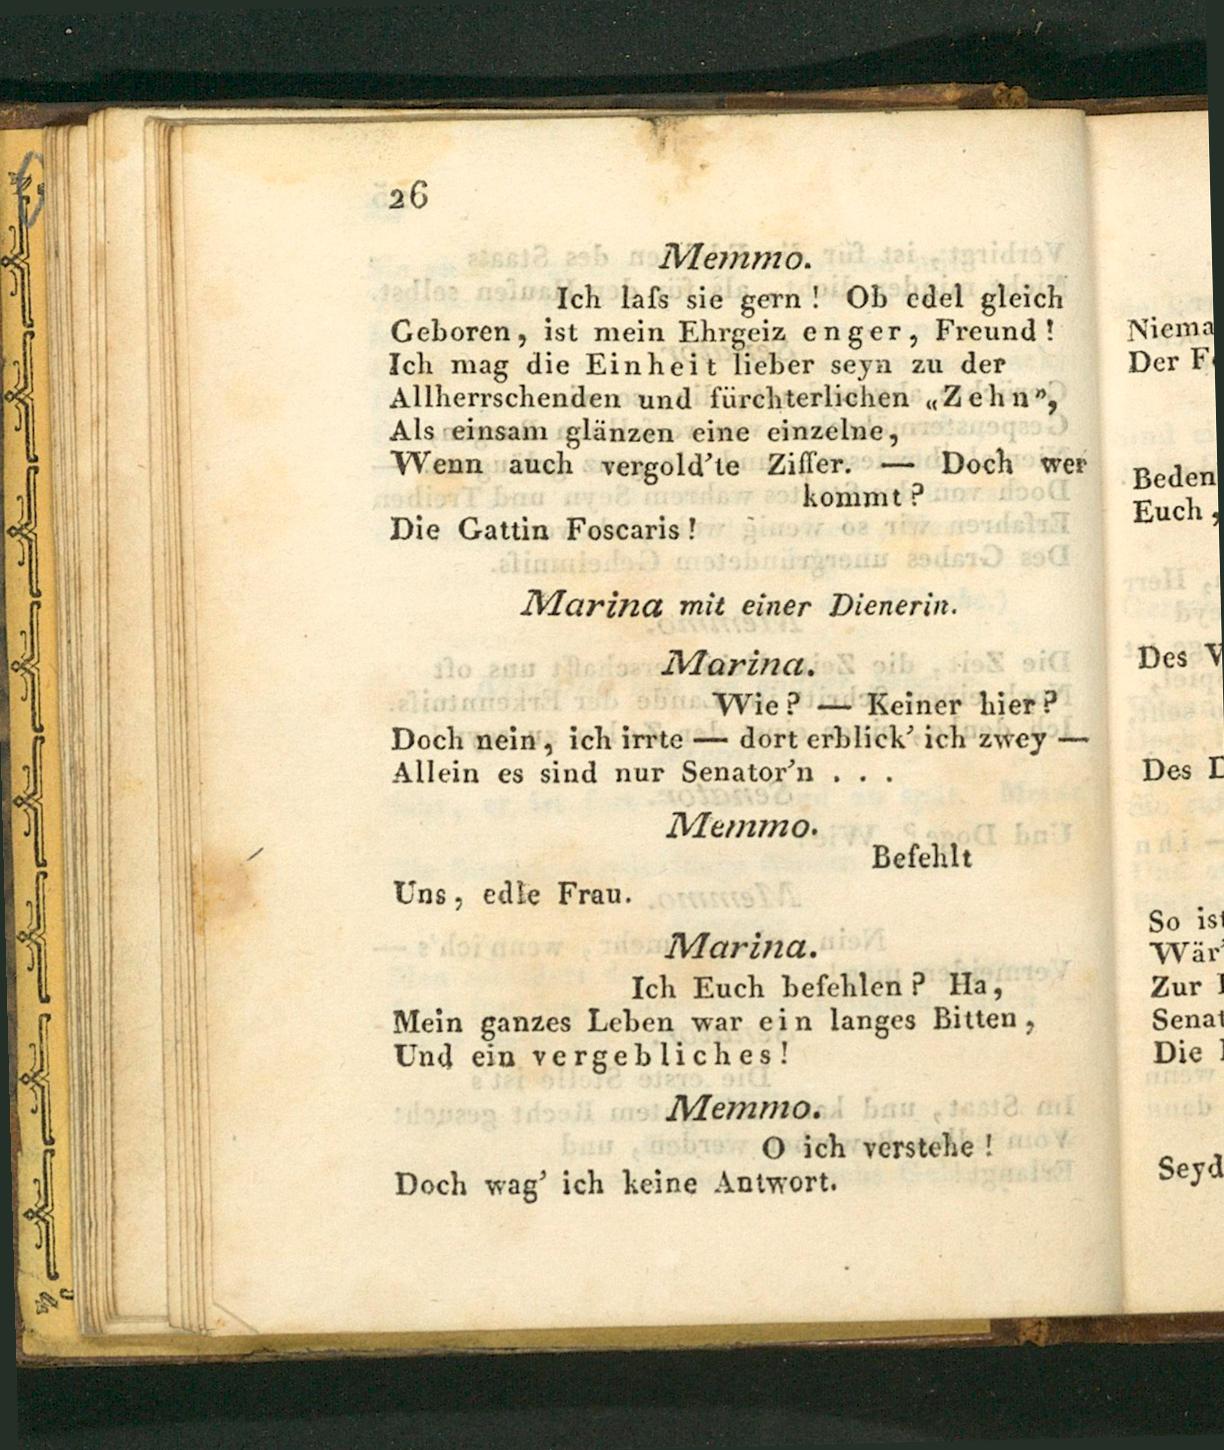 26
Memmo.
Ich laſs sie gern! Ob edel gleich
Geboren, ist mein Ehrgeiz enger, Freund!
Ich mag die Einheit lieber seyn zu der
Allherrschenden und fürchterlichen „Zehn”,
Als einsam glänzen eine einzelne,
Wenn auch vergold'te Ziffer. — Doch wer
kommt?
Die Gattin Foscaris!
Marina mit einer Dienerin.
Marina.
Wie? — Keiner hier?
Doch nein, ich irrte — dort erblick' ich zwey —
Allein es sind nur Senator'n . . .
Memmo.
Befehlt
Uns, edle Frau.
Marina.
Ich Euch befehlen? Ha,
Mein ganzes Leben war ein langes Bitten,
Und ein vergebliches!
Memmo.
O ich verstehe!
Doch wag' ich keine Antwort.
Der
Beden
Euch,
Des
Des
So ist
Wär'
Zur
Senat
Die
Seyd